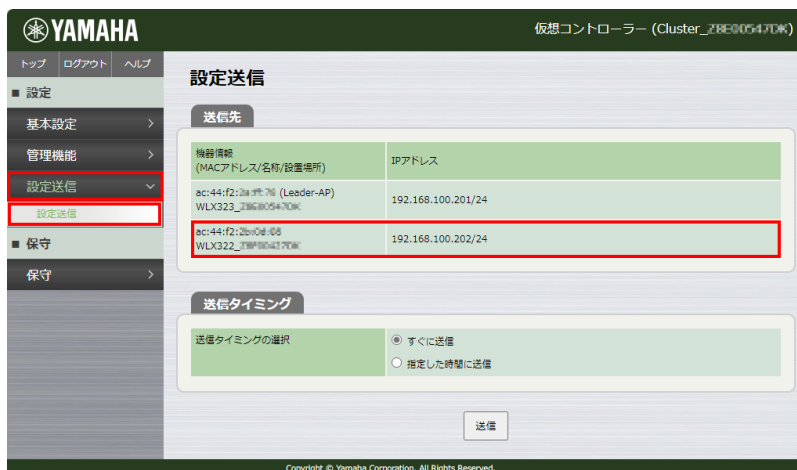 YAMAHA
仮想コントローラー (Cluster_
トップ ログアウト ヘルプ
設定
基本設定
管理機能
設定送信
設定送信
保守
保守
設定送信
送信先
機器情報
(MACアドレス/名称/設置場所)
IPアドレス
ac:44:f2: (Leader-AP)
WLX323_
192.168.100.201/24
ac:44:f2:
WLX322_
192.168.100.202/24
送信タイミング
送信タイミングの選択
すぐに送信
指定した時間に送信
送信
Copyright © Yamaha Corporation. All Rights Reserved.